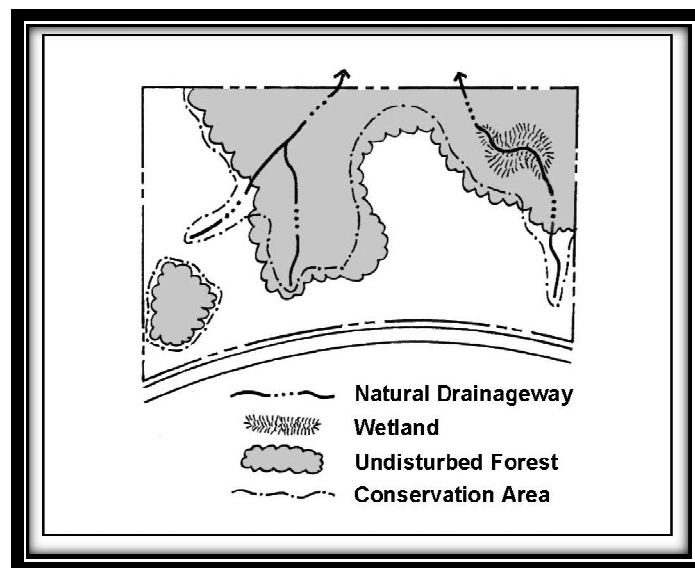 Natural Drainageway
Wetland
Undisturbed Forest
Conservation Area